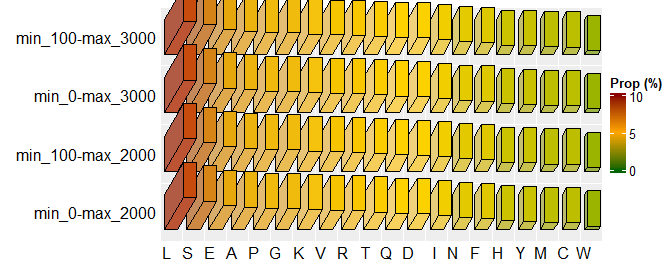 min_100-max_3000
min_0-max_3000
min_100-max_2000
min_0-max_2000
L S E A P G K V R T Q D I N F H Y M C W
Prop (%)
10
5
0